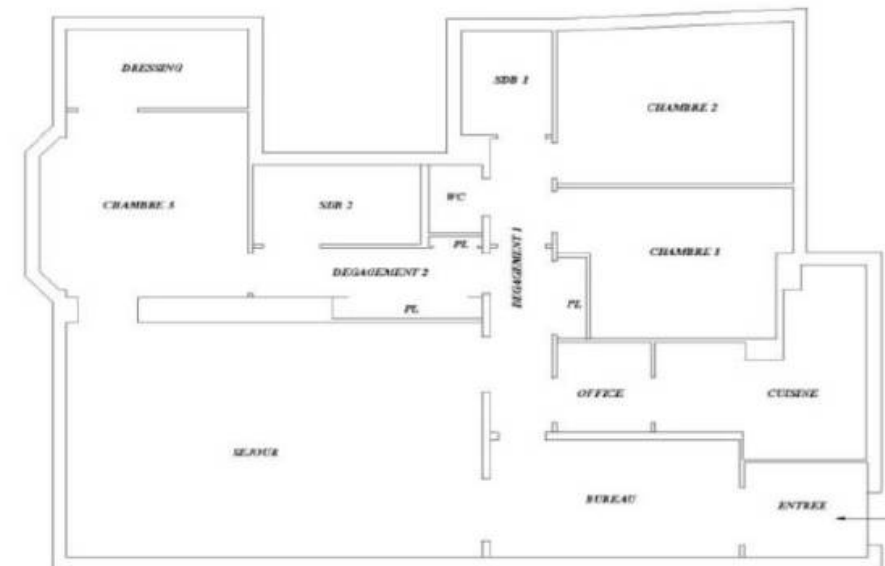 DRESSING
SDB 1
CHAMBRE 2
CHAMBRE 3
SDB 2
WC
PL
DEGAGEMENT 1
CHAMBRE 1
DEGAGEMENT 2
PL
PL
OFFICE
CUISINE
SEJOUR
BUREAU
ENTREE